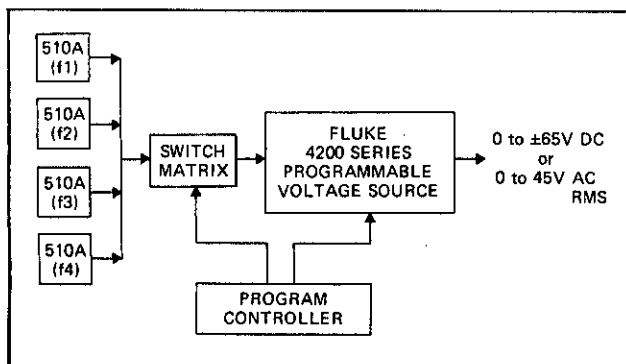 510A
(f1)
510A
(f2)
510A
(f3)
510A
(f4)
SWITCH
MATRIX
FLUKE
4200 SERIES
PROGRAMMABLE
VOLTAGE SOURCE
0 to ±65V DC
or
0 to 45V AC
RMS
PROGRAM
CONTROLLER